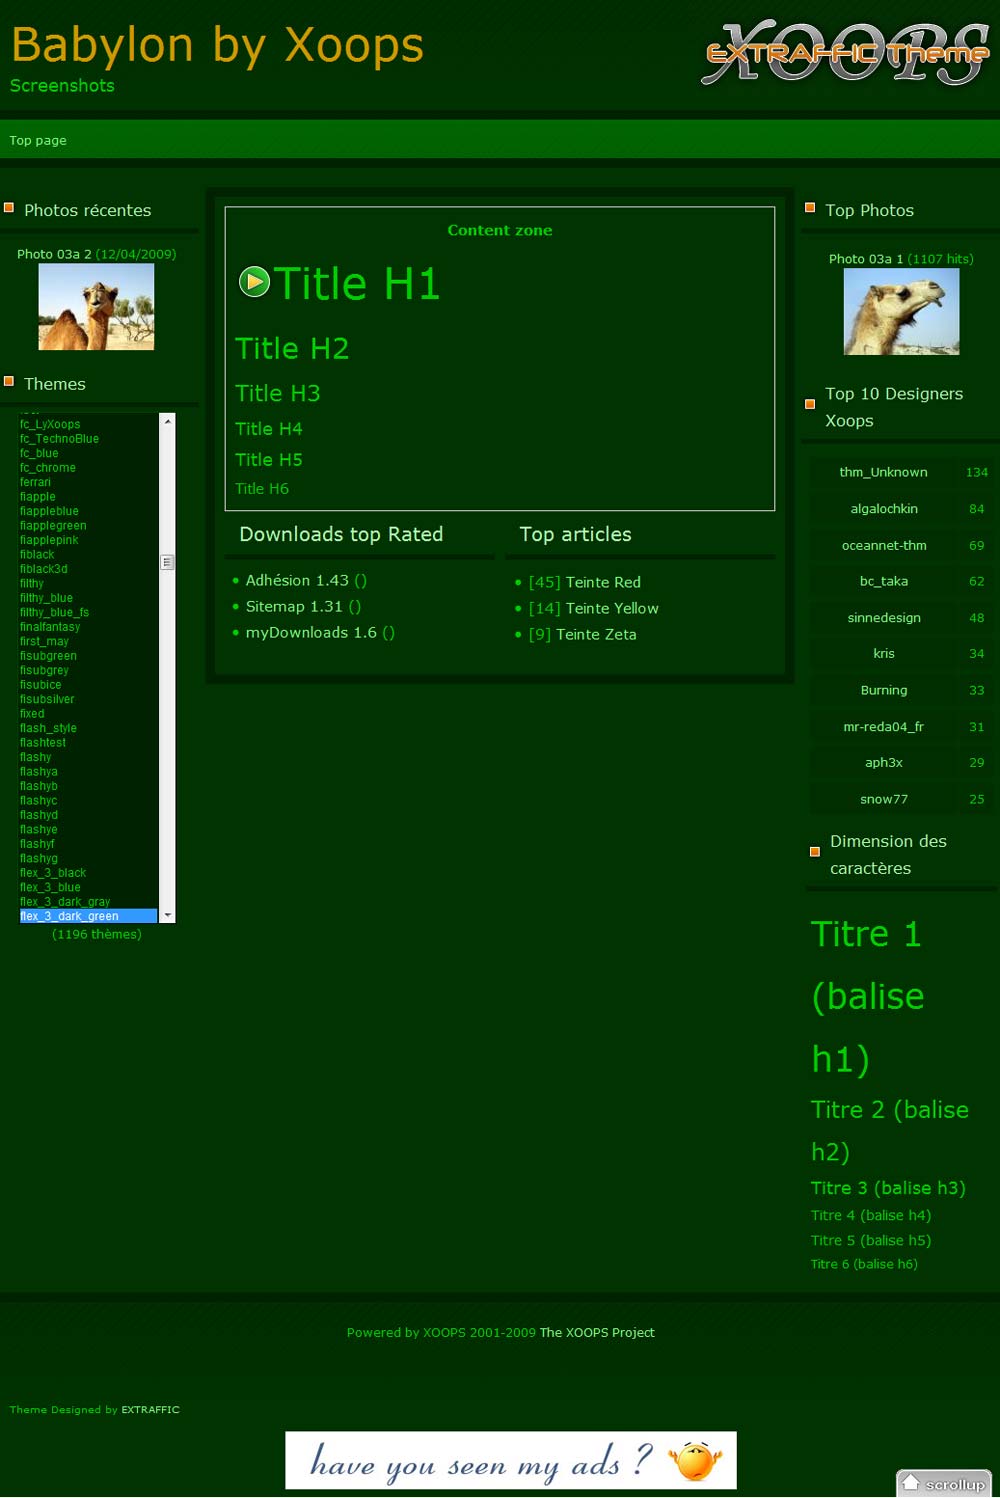 Babylon by Xoops
Screenshots
XOOPS
EXTRAFFIC Theme
Top page
Photos récentes
Photo 03a 2 (12/04/2009)
Themes
fc_LyXoops
fc_TechnoBlue
fc_blue
fc_chrome
ferrari
fiapple
fiappleblue
fiapplegreen
fiapplepink
fiblack
fiblack3d
filthy
filthy_blue
filthy_blue_fs
finalfantasy
first_may
fisubgreen
fisubgrey
fisubice
fisubsilver
fixed
flash_style
flashtest
flashy
flashya
flashyb
flashyc
flashyd
flashye
flashyf
flashyg
flex_3_black
flex_3_blue
flex_3_dark_gray
flex_3_dark_green
(1196 thèmes)
Content zone
Title H1
Title H2
Title H3
Title H4
Title H5
Title H6
Downloads top Rated
• Adhésion 1.43 ()
• Sitemap 1.31 ()
• myDownloads 1.6 ()
Top articles
• [45] Teinte Red
• [14] Teinte Yellow
• [9] Teinte Zeta
Top Photos
Photo 03a 1 (1107 hits)
Top 10 Designers
Xoops
thm_Unknown 134
algalochkin 84
oceannet-thm 69
bc_taka 62
sinnedesign 48
kris 34
Burning 33
mr-reda04_fr 31
aph3x 29
snow77 25
Dimension des
caractères
Titre 1
(balise
h1)
Titre 2 (balise
h2)
Titre 3 (balise h3)
Titre 4 (balise h4)
Titre 5 (balise h5)
Titre 6 (balise h6)
Powered by XOOPS 2001-2009 The XOOPS Project
Theme Designed by EXTRAFFIC
have you seen my ads ?
scrollup